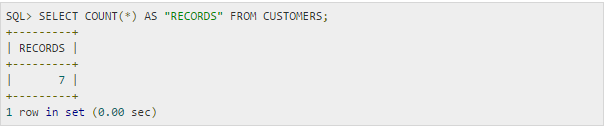 SQL> SELECT COUNT(*) AS "RECORDS" FROM CUSTOMERS;
+---------+
| RECORDS |
+---------+
|       7 |
+---------+
1 row in set (0.00 sec)